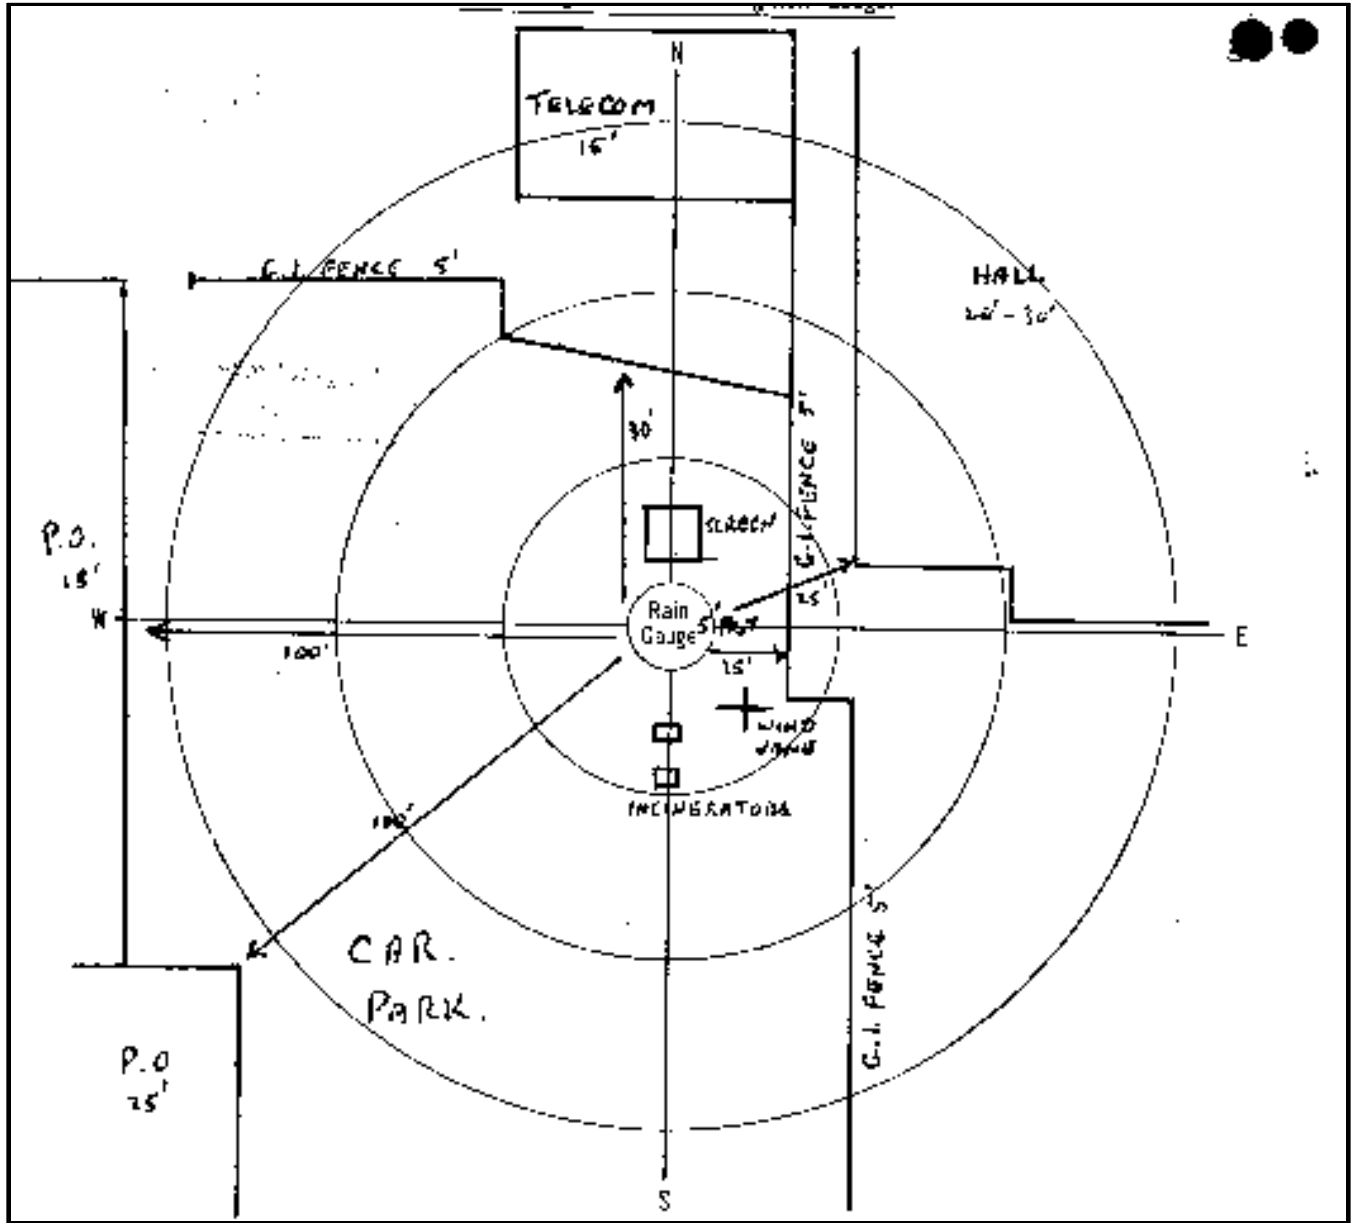 N
TELECOM
15'
G.I. FENCE 5'
HALL
30'
G.I. FENCE 5'
P.O.
15'
SCREEN
25'
W
Rain
Gauge
E
100'
25'
WIND
VANE
INCINERATORS
100'
CAR.
PARK.
G.I. FENCE 5'
P.O
25'
S